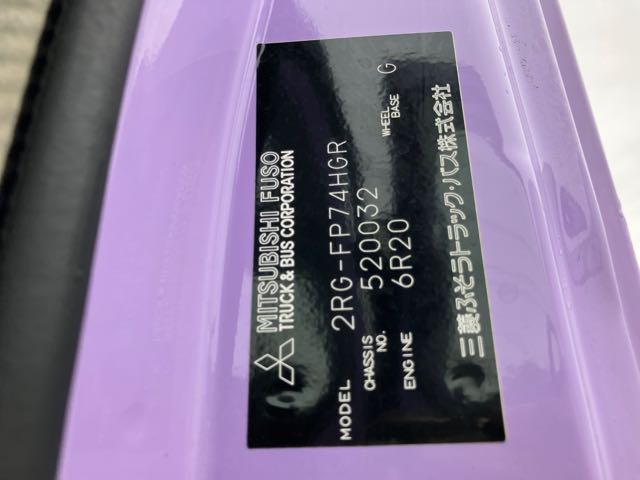 MITSUBISHI FUSO
TRUCK & BUS CORPORATION
MODEL 2RG-FP74HGR
CHASSIS NO. 520032 WHEEL BASE G
ENGINE 6R20
三菱ふそうトラック・バス株式会社